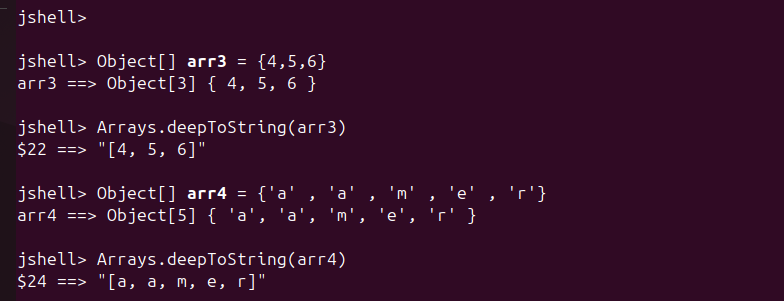 jshell>
jshell> Object[] arr3 = {4,5,6}
arr3 ==> Object[3] { 4, 5, 6 }
jshell> Arrays.deepToString(arr3)
$22 ==> "[4, 5, 6]"
jshell> Object[] arr4 = {'a' , 'a' , 'm' , 'e' , 'r'}
arr4 ==> Object[5] { 'a', 'a', 'm', 'e', 'r' }
jshell> Arrays.deepToString(arr4)
$24 ==> "[a, a, m, e, r]"